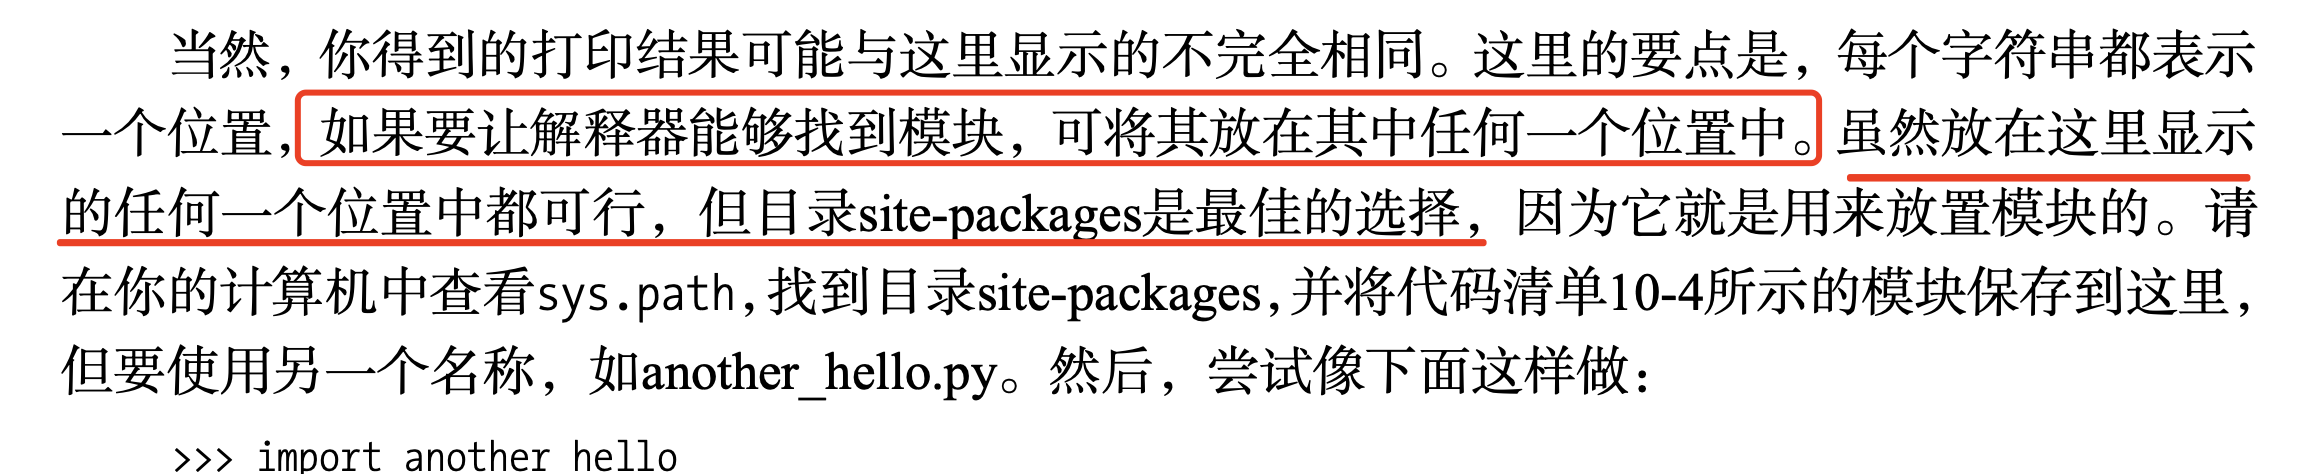 当然，你得到的打印结果可能与这里显示的不完全相同。这里的要点是，每个字符串都表示
一个位置，如果要让解释器能够找到模块，可将其放在其中任何一个位置中。虽然放在这里显示
的任何一个位置中都可行，但目录site-packages是最佳的选择，因为它就是用来放置模块的。请
在你的计算机中查看sys.path，找到目录site-packages，并将代码清单10-4所示的模块保存到这里，
但要使用另一个名称，如another_hello.py。然后，尝试像下面这样做：
>>> import another hello